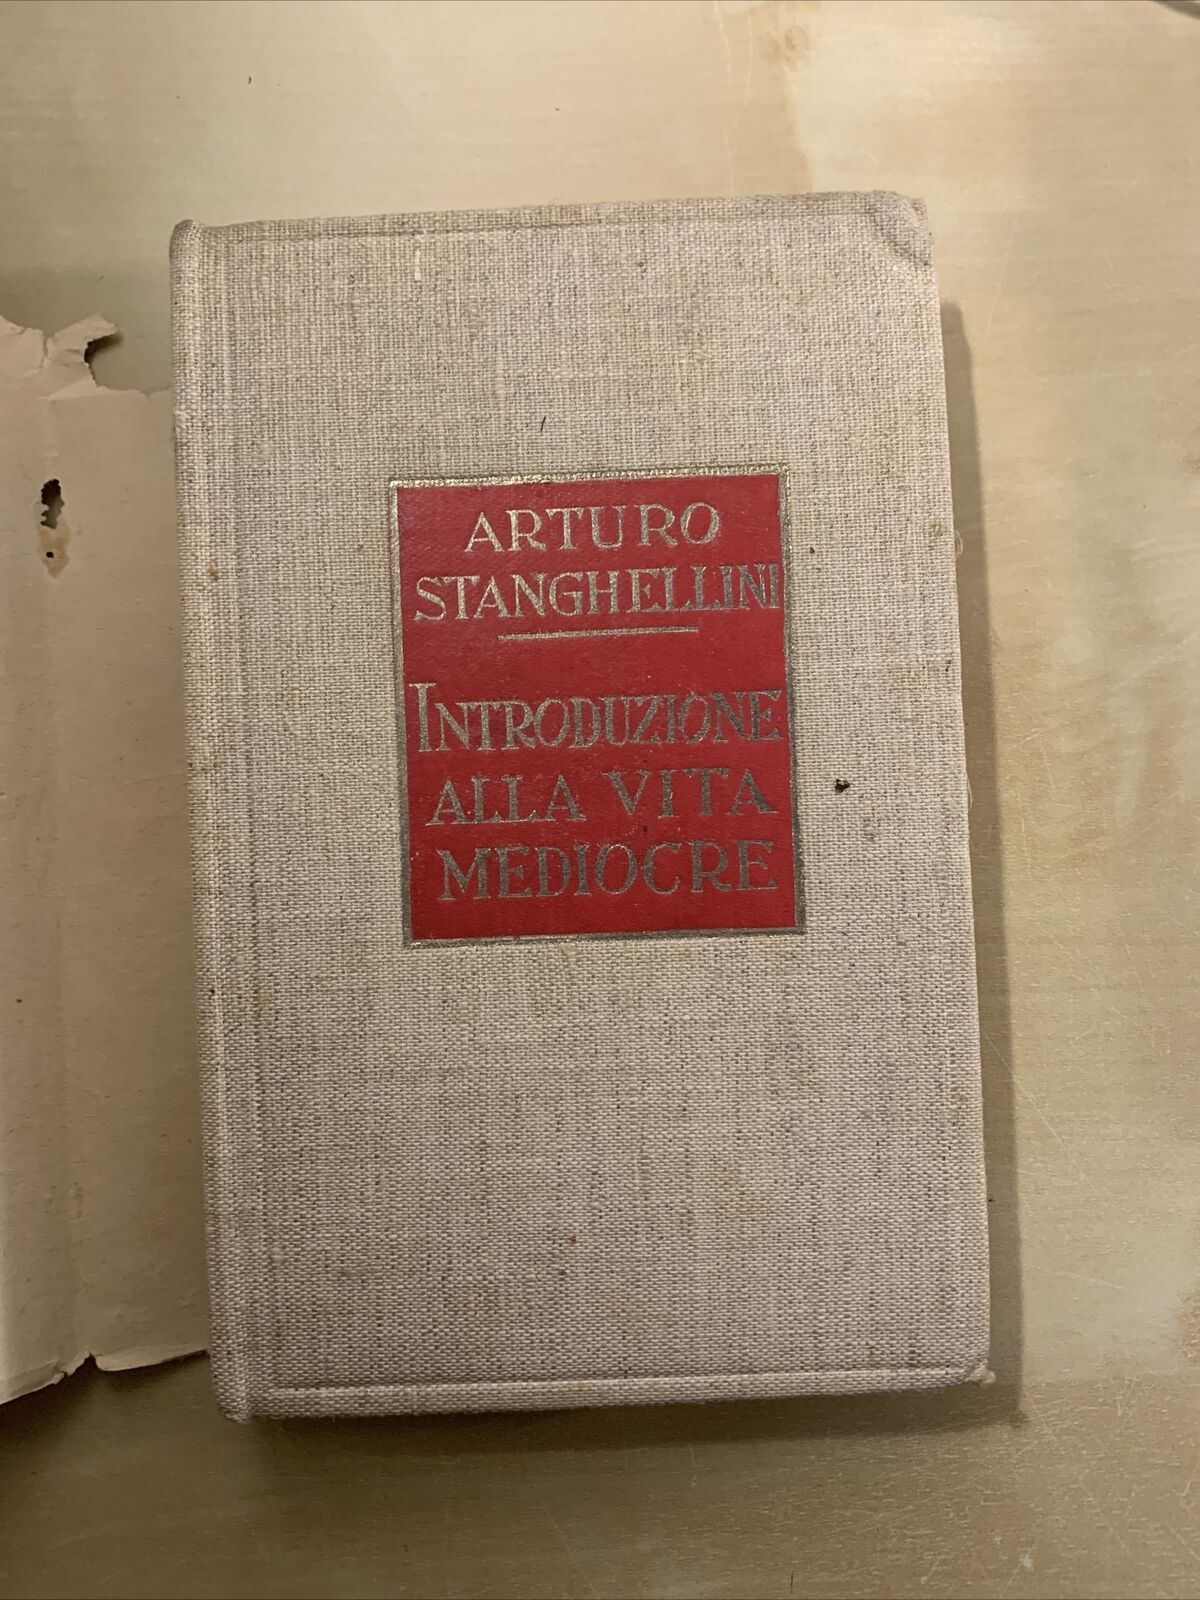 ARTURO
STANGHELLINI
INTRODUZIONE
ALLA VITA
MEDIOCRE